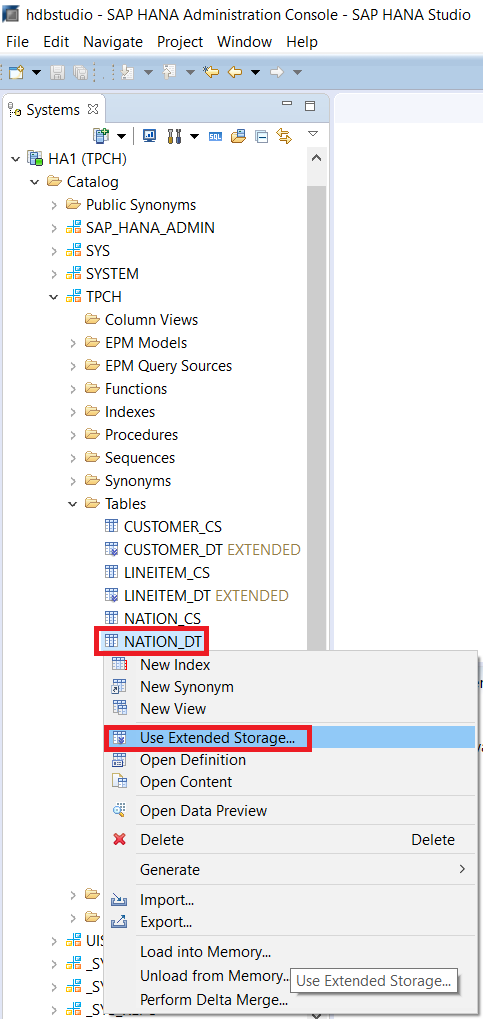 hdbstudio - SAP HANA Administration Console - SAP HANA Studio
File Edit Navigate Project Window Help
Systems
SQL
HA1 (TPCH)
Catalog
Public Synonyms
SAP_HANA_ADMIN
SYS
SYSTEM
TPCH
Column Views
EPM Models
EPM Query Sources
Functions
Indexes
Procedures
Sequences
Synonyms
Tables
CUSTOMER_CS
CUSTOMER_DT EXTENDED
LINEITEM_CS
LINEITEM_DT EXTENDED
NATION_CS
NATION_DT
New Index
New Synonym
New View
Use Extended Storage...
Open Definition
Open Content
Open Data Preview
Delete Delete
Generate
Import...
Export...
Load into Memory...
Unload from Memory...
Use Extended Storage...
Perform Delta Merge...